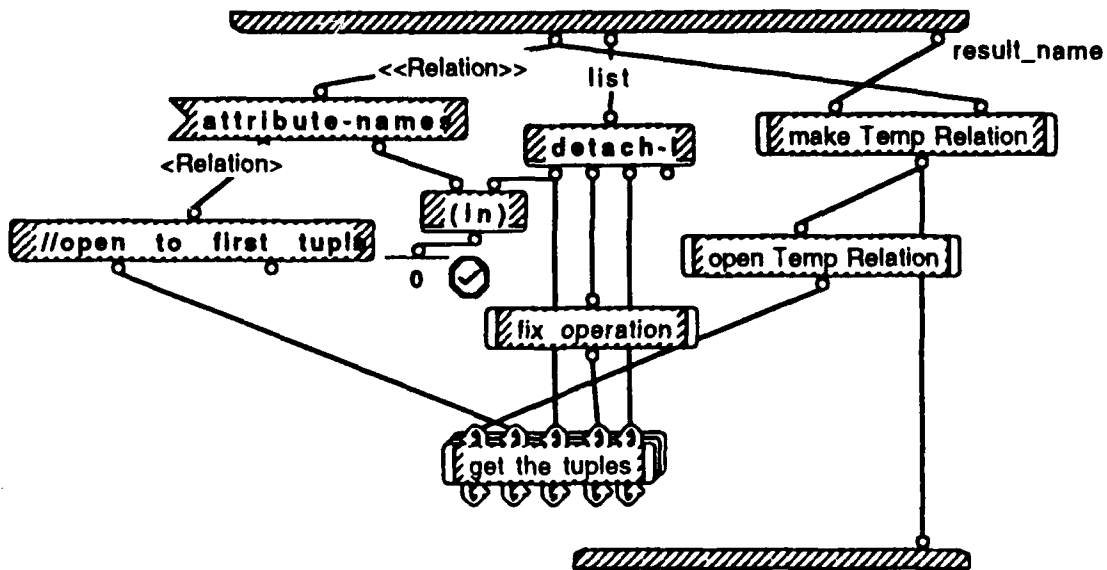 result_name
<<Relation>>
list
attribute-names
make Temp Relation
detach-l
<Relation>
(in)
//open to first tuple
open Temp Relation
0
fix operation
get the tuples